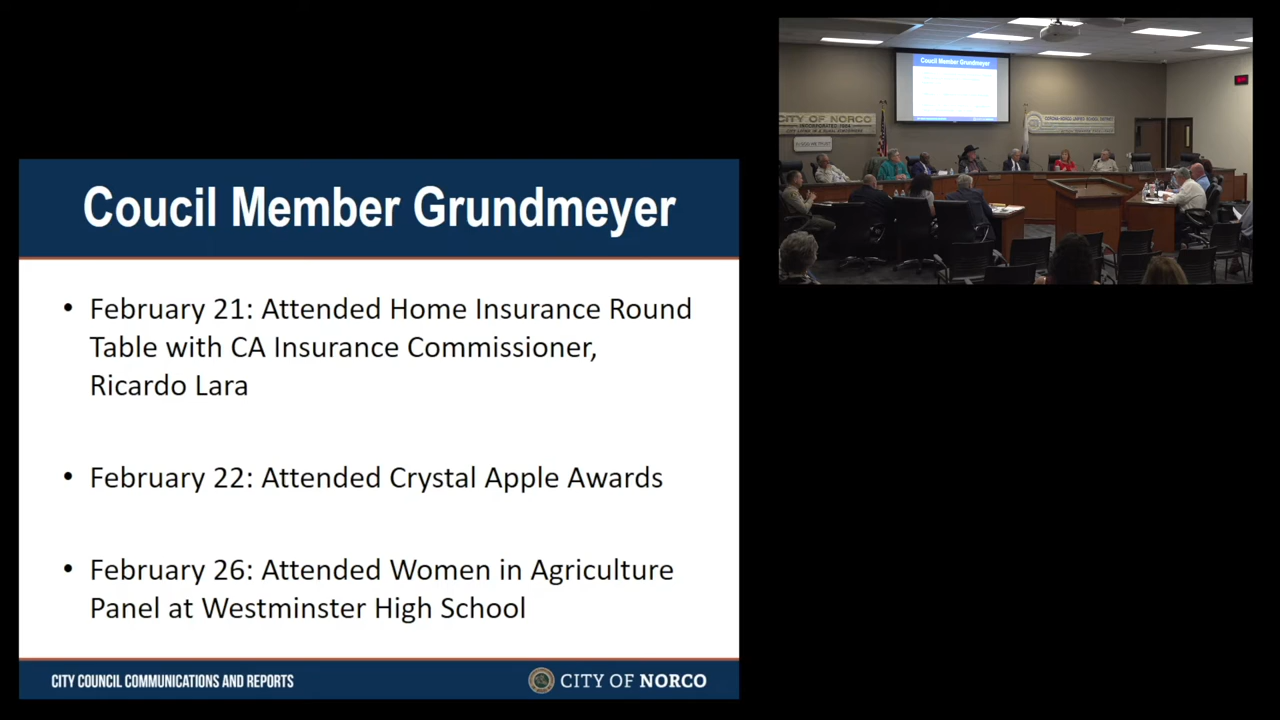 Coucil Member Grundmeyer
• February 21: Attended Home Insurance Round
Table with CA Insurance Commissioner,
Ricardo Lara
• February 22: Attended Crystal Apple Awards
• February 26: Attended Women in Agriculture
Panel at Westminster High School
CITY COUNCIL COMMUNICATIONS AND REPORTS
CITY OF NORCO
Coucil Member Grundmeyer
CITY OF NORCO